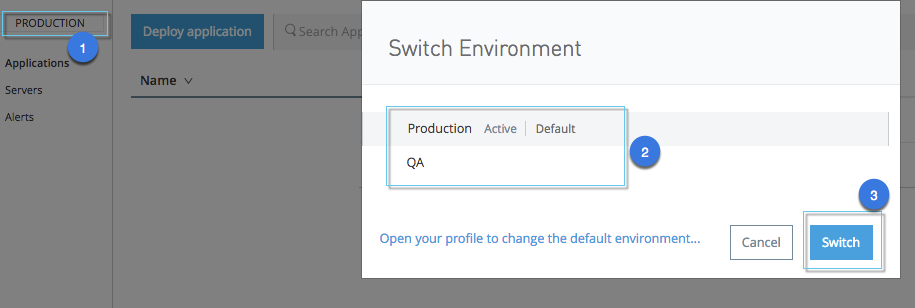 PRODUCTION
1
Applications
Servers
Alerts
Deploy application
Search App
Name
Switch Environment
Production Active Default
QA
2
3
Open your profile to change the default environment...
Cancel
Switch